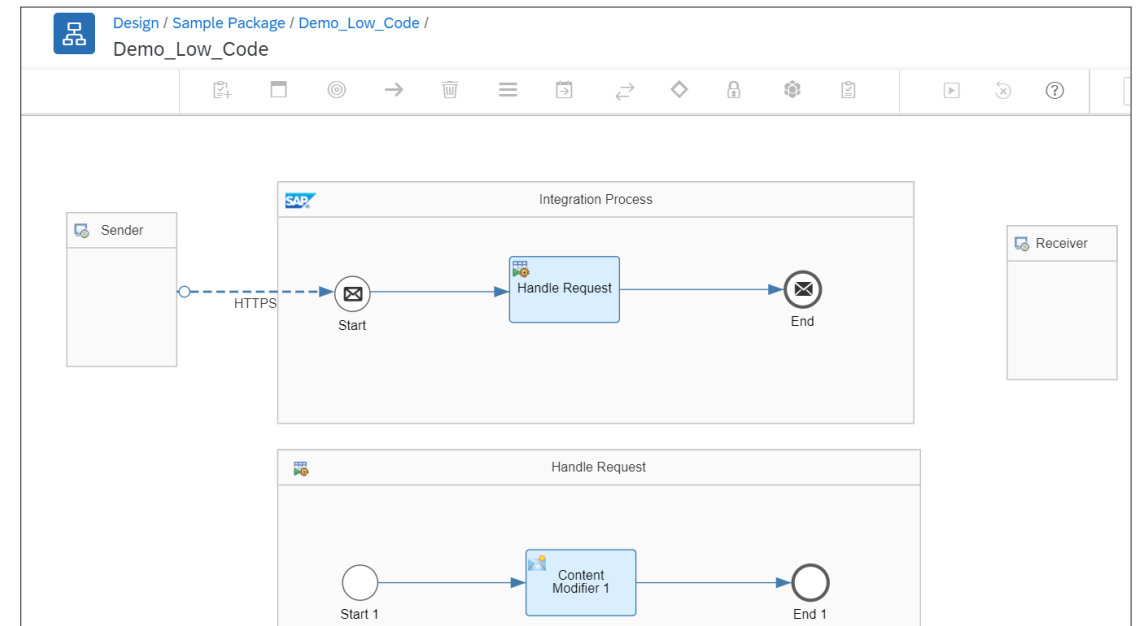 Design / Sample Package / Demo_Low_Code /
Demo_Low_Code
SAP
Integration Process
Sender
Receiver
Handle Request
HTTPS
Start
End
Handle Request
Content
Modifier 1
Start 1
End 1